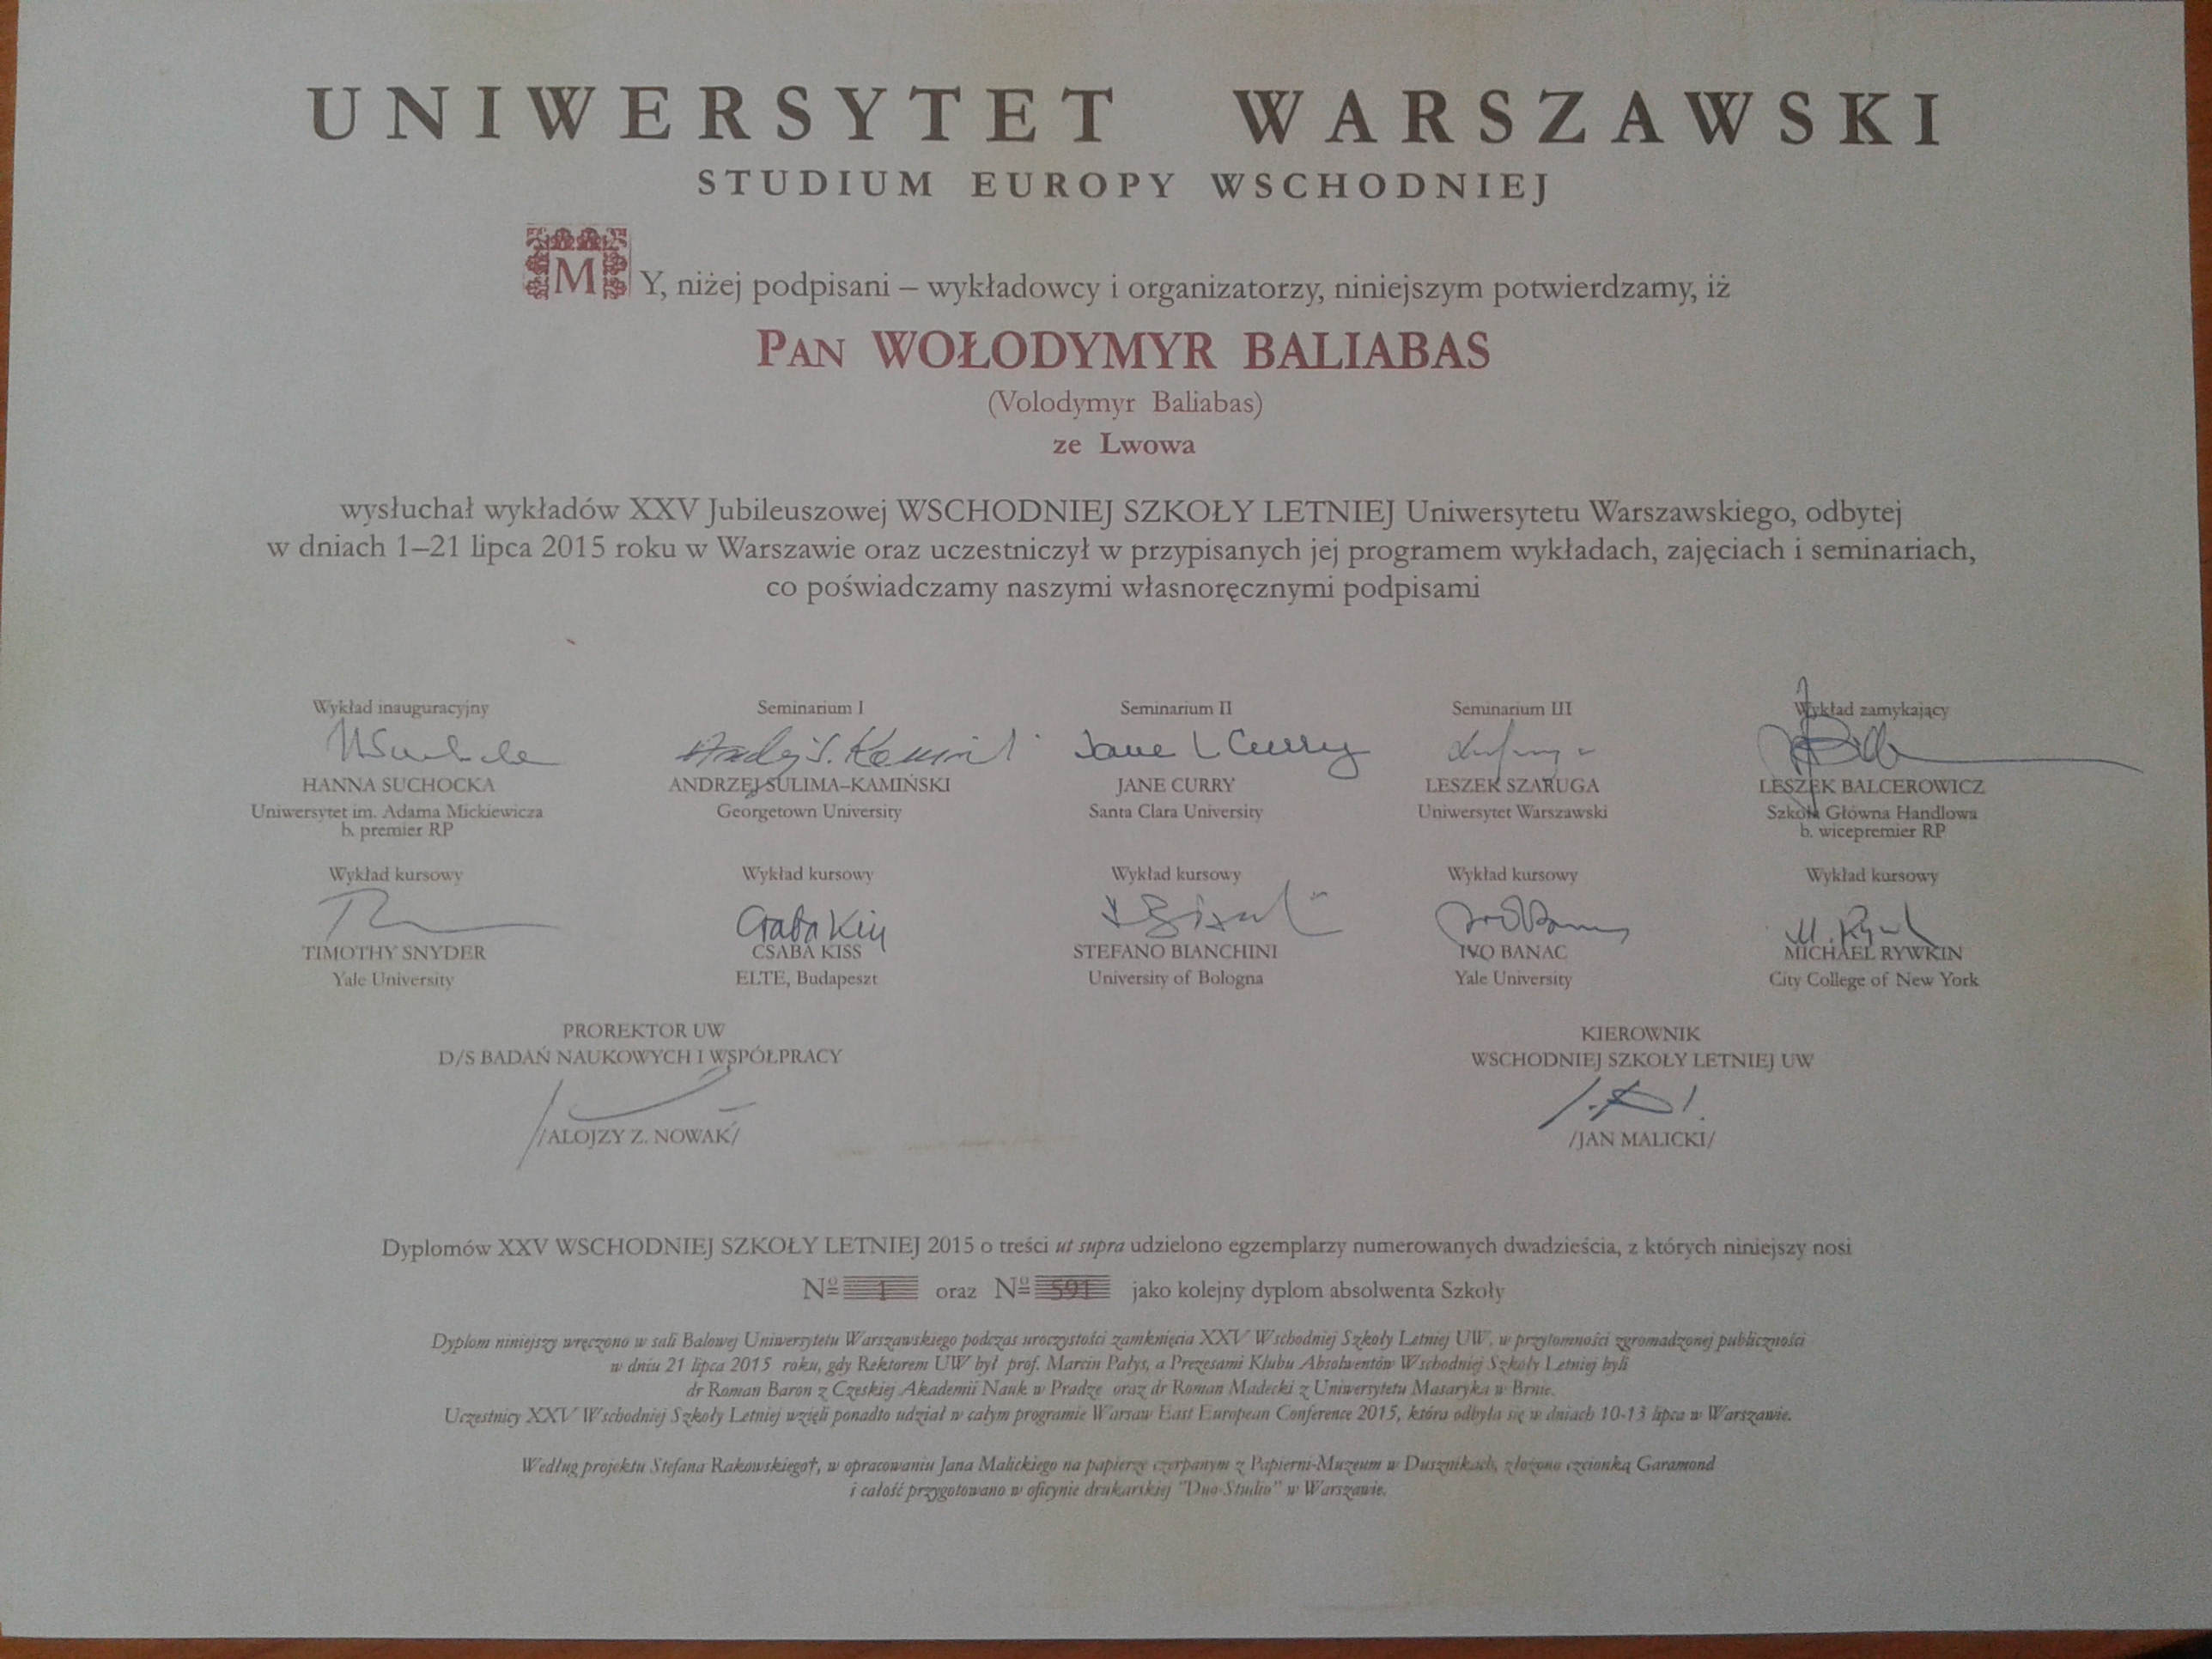 UNIWERSYTET WARSZAWSKI
STUDIUM EUROPY WSCHODNIEJ
MY, niżej podpisani – wykładowcy i organizatorzy, niniejszym potwierdzamy, iż
PAN WOŁODYMYR BALIABAS
(Volodymyr Baliabas)
ze Lwowa
wysłuchał wykładów XXV Jubileuszowej WSCHODNIEJ SZKOŁY LETNIEJ Uniwersytetu Warszawskiego, odbytej
w dniach 1–21 lipca 2015 roku w Warszawie oraz uczestniczył w przypisanych jej programem wykładach, zajęciach i seminariach,
co poświadczamy naszymi własnoręcznymi podpisami
Wykład inauguracyjny Seminarium I Seminarium II Seminarium III Wykład zamykający
Jane L Curry
HANNA SUCHOCKA ANDRZEJ SULIMA–KAMIŃSKI JANE CURRY LESZEK SZARUGA LESZEK BALCEROWICZ
Uniwersytet im. Adama Mickiewicza Georgetown University Santa Clara University Uniwersytet Warszawski Szkoła Główna Handlowa
b. premier RP b. wicepremier RP
Wykład kursowy Wykład kursowy Wykład kursowy Wykład kursowy Wykład kursowy
TIMOTHY SNYDER CSABA KISS STEFANO BIANCHINI IVO BANAC MICHAEL RYWKIN
Yale University ELTE, Budapeszt University of Bologna Yale University City College of New York
PROREKTOR UW KIEROWNIK
D/S BADAŃ NAUKOWYCH I WSPÓŁPRACY WSCHODNIEJ SZKOŁY LETNIEJ UW
/ALOJZY Z. NOWAK/ /JAN MALICKI/
Dyplomów XXV WSCHODNIEJ SZKOŁY LETNIEJ 2015 o treści ut supra udzielono egzemplarzy numerowanych dwadzieścia, z których niniejszy nosi
Nº 1 oraz Nº 591 jako kolejny dyplom absolwenta Szkoły
Dyplom niniejszy wręczono w sali Balowej Uniwersytetu Warszawskiego podczas uroczystości zamknięcia XXV Wschodniej Szkoły Letniej UW, w przytomności zgromadzonej publiczności
w dniu 21 lipca 2015 roku, gdy Rektorem UW był prof. Marcin Pałys, a Prezesami Klubu Absolwentów Wschodniej Szkoły Letniej byli
dr Roman Baron z Czeskiej Akademii Nauk w Pradze oraz dr Roman Madecki z Uniwersytetu Masaryka w Brnie.
Uczestnicy XXV Wschodniej Szkoły Letniej wzięli ponadto udział w całym programie Warsaw East European Conference 2015, która odbyła się w dniach 10-13 lipca w Warszawie.
Według projektu Stefana Rakowskiego†, w opracowaniu Jana Malickiego na papierze czerpanym z Papierni-Muzeum w Dusznikach, złożono czcionką Garamond
i całość przygotowano w oficynie drukarskiej "Duo-Studio" w Warszawie.